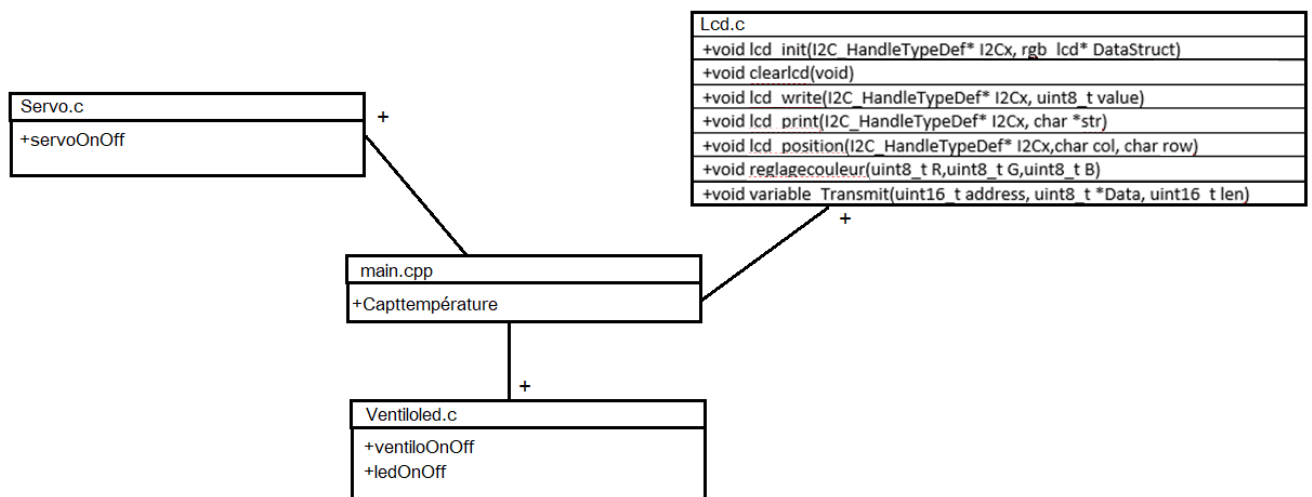 Lcd.c
+void lcd_init(I2C_HandleTypeDef* I2Cx, rgb_lcd* DataStruct)
+void clearlcd(void)
+void lcd_write(I2C_HandleTypeDef* I2Cx, uint8_t value)
+void lcd_print(I2C_HandleTypeDef* I2Cx, char *str)
+void lcd_position(I2C_HandleTypeDef* I2Cx,char col, char row)
+void reglagecouleur(uint8_t R,uint8_t G,uint8_t B)
+void variable_Transmit(uint16_t address, uint8_t *Data, uint16_t len)
+
Servo.c
+servoOnOff
+
main.cpp
+Capttempérature
+
Ventiloled.c
+ventiloOnOff
+ledOnOff